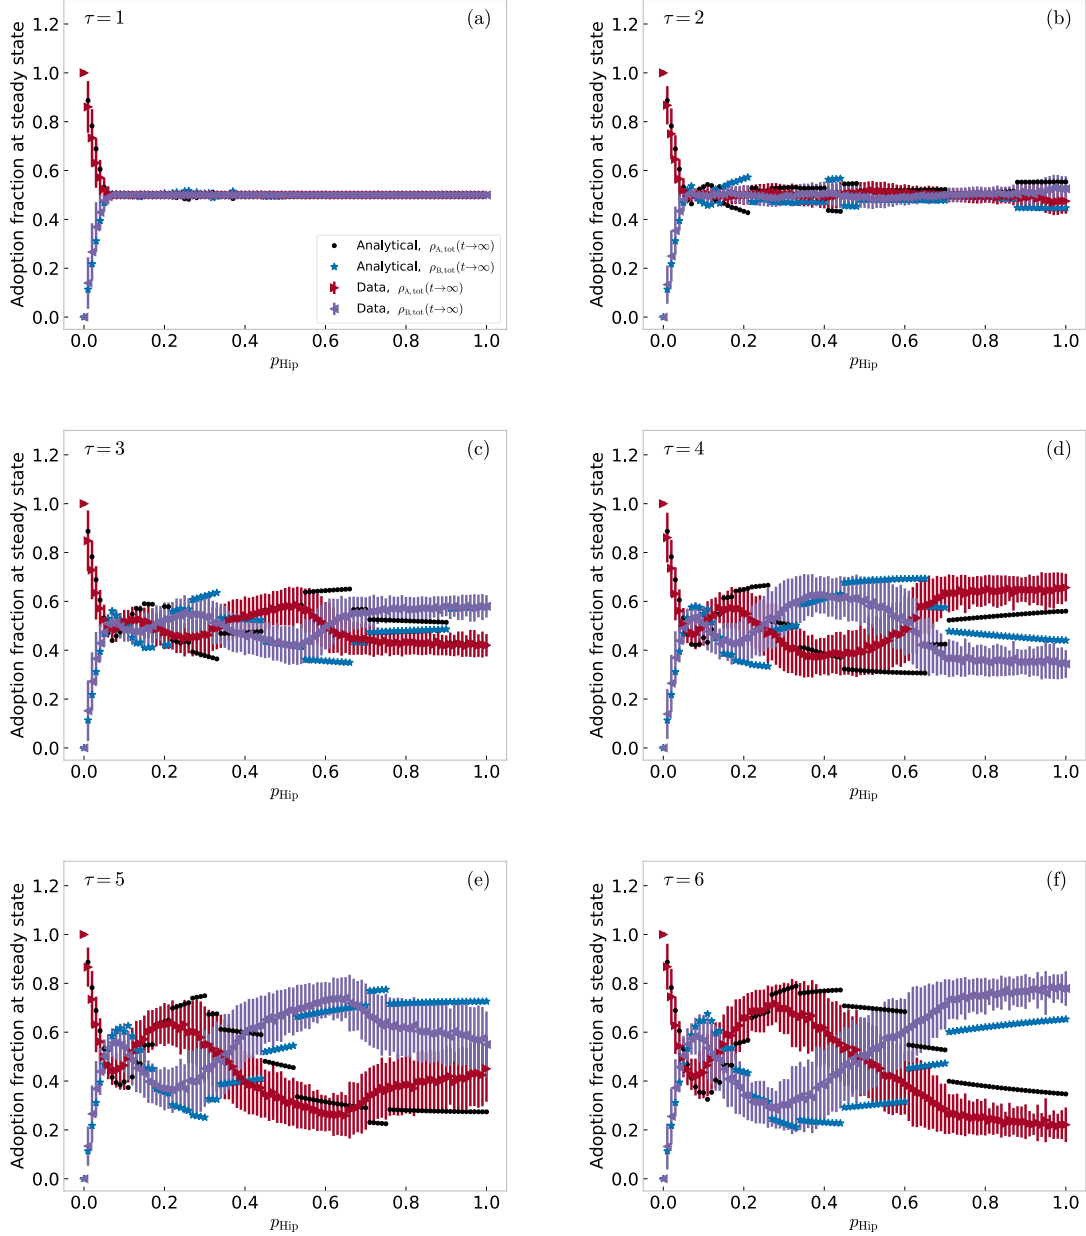 τ = 1
(a)
Adoption fraction at steady state
1.2
1.0
0.8
0.6
0.4
0.2
0.0
Analytical, ρA,tot(t→∞)
Analytical, ρB,tot(t→∞)
Data, ρA,tot(t→∞)
Data, ρB,tot(t→∞)
0.0 0.2 0.4 0.6 0.8 1.0
pHip
τ = 2
(b)
Adoption fraction at steady state
1.2
1.0
0.8
0.6
0.4
0.2
0.0
0.0 0.2 0.4 0.6 0.8 1.0
pHip
τ = 3
(c)
Adoption fraction at steady state
1.2
1.0
0.8
0.6
0.4
0.2
0.0
0.0 0.2 0.4 0.6 0.8 1.0
pHip
τ = 4
(d)
Adoption fraction at steady state
1.2
1.0
0.8
0.6
0.4
0.2
0.0
0.0 0.2 0.4 0.6 0.8 1.0
pHip
τ = 5
(e)
Adoption fraction at steady state
1.2
1.0
0.8
0.6
0.4
0.2
0.0
0.0 0.2 0.4 0.6 0.8 1.0
pHip
τ = 6
(f)
Adoption fraction at steady state
1.2
1.0
0.8
0.6
0.4
0.2
0.0
0.0 0.2 0.4 0.6 0.8 1.0
pHip